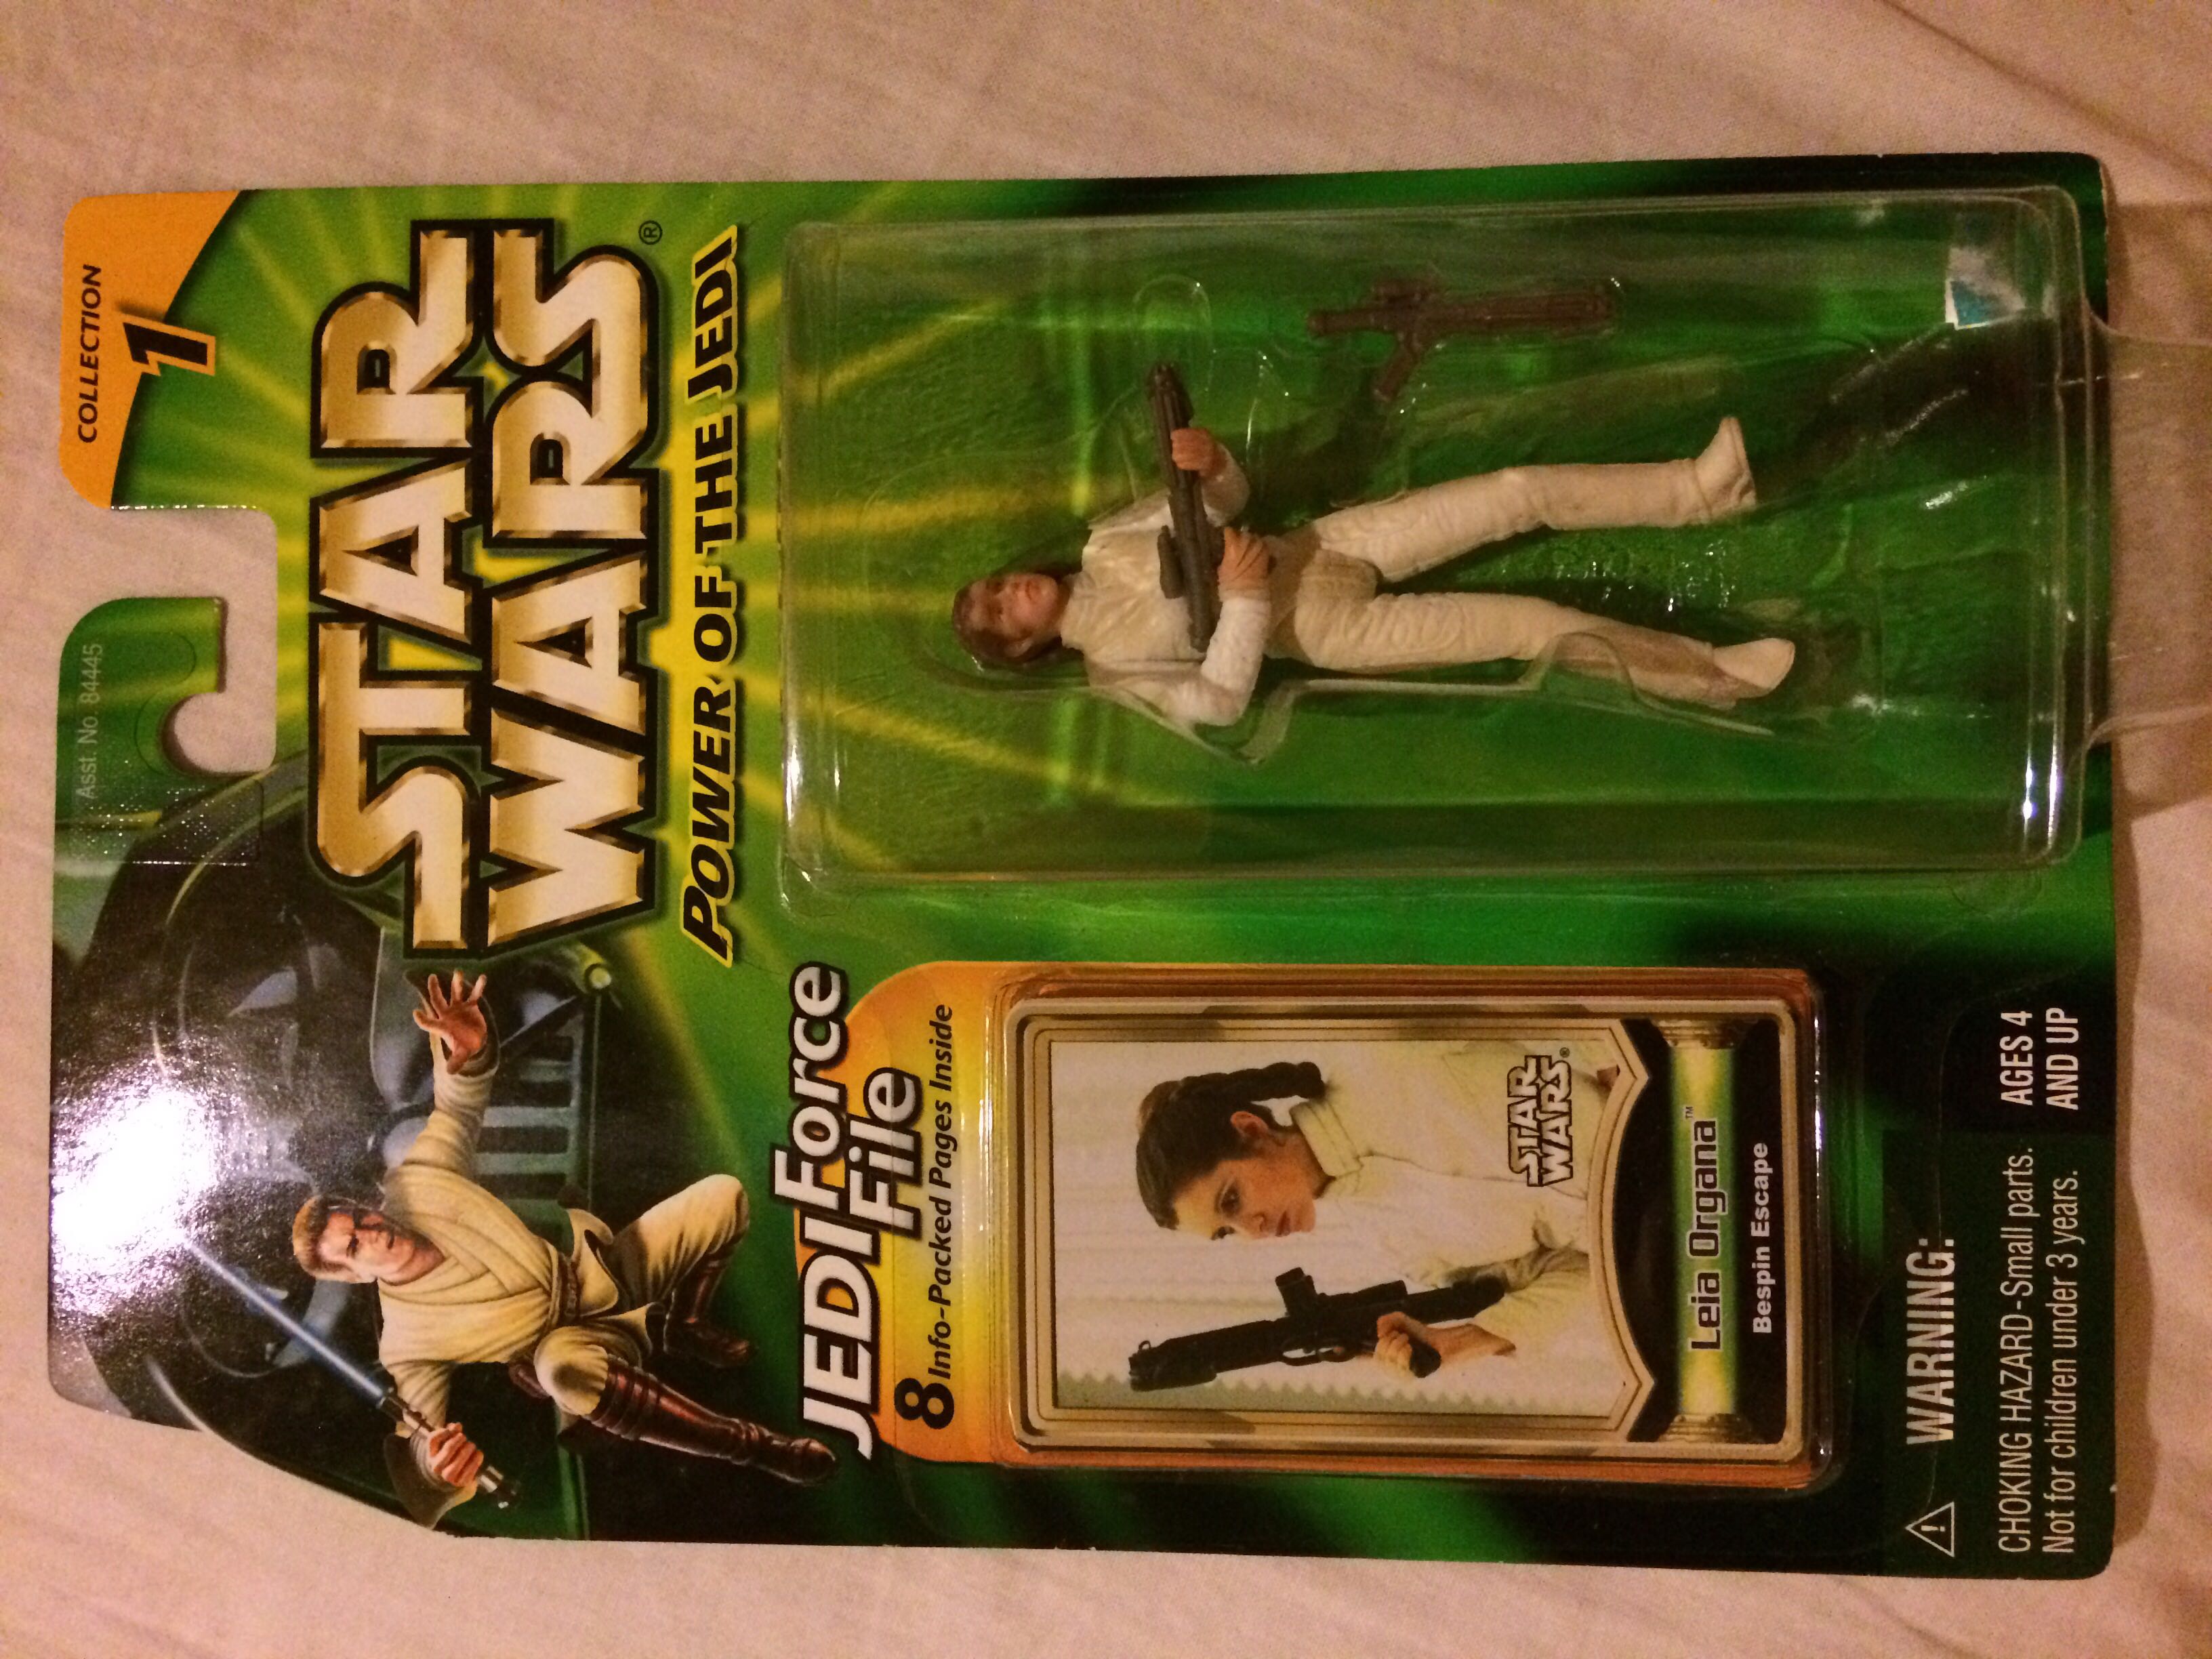 COLLECTION
1
Asst. No. 84445
STAR
WARS®
POWER OF THE JEDI
JEDI Force
File
8 Info-Packed Pages Inside
STAR
WARS®
Leia Organa™
Bespin Escape
WARNING:
CHOKING HAZARD-Small parts.
Not for children under 3 years.
AGES 4
AND UP